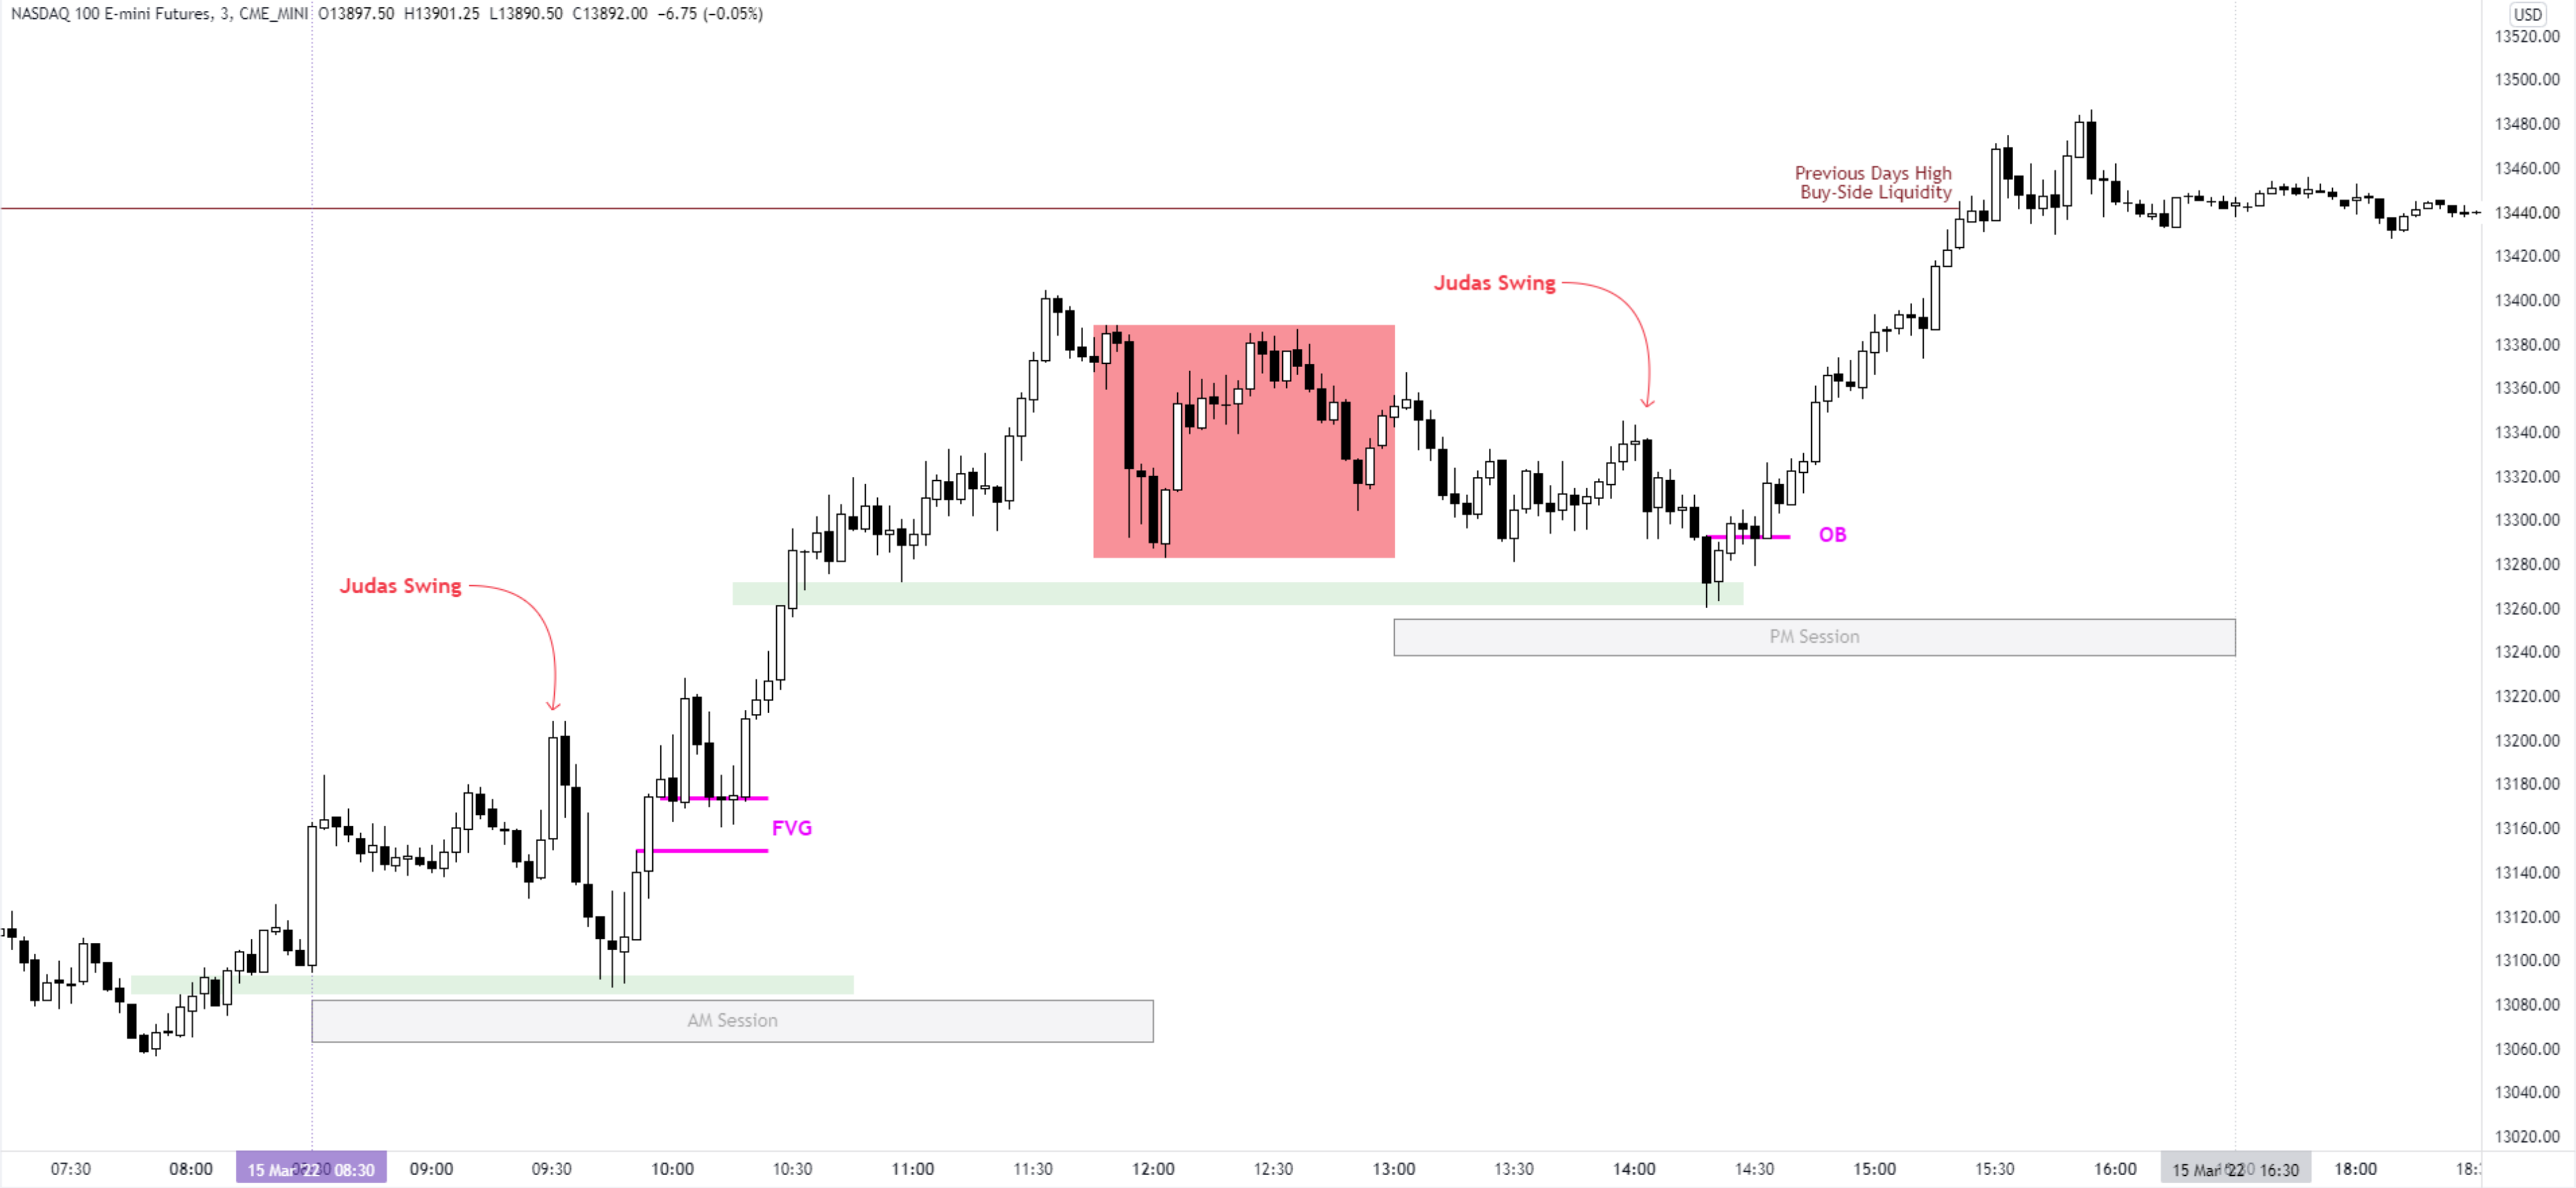 NASDAQ 100 E-mini Futures, 3, CME_MINI O13897.50 H13901.25 L13890.50 C13892.00 −6.75 (−0.05%)
USD
13520.00
13500.00
13480.00
Previous Days High
13460.00
Buy-Side Liquidity
13440.00
13420.00
Judas Swing
13400.00
13380.00
13360.00
13340.00
13320.00
13300.00
OB
13280.00
Judas Swing
13260.00
PM Session
13240.00
13220.00
13200.00
13180.00
13160.00
FVG
13140.00
13120.00
13100.00
13080.00
AM Session
13060.00
13040.00
13020.00
07:30 08:00 15 Mar '22 08:30 09:00 09:30 10:00 10:30 11:00 11:30 12:00 12:30 13:00 13:30 14:00 14:30 15:00 15:30 16:00 15 Mar '22 16:30 18:00